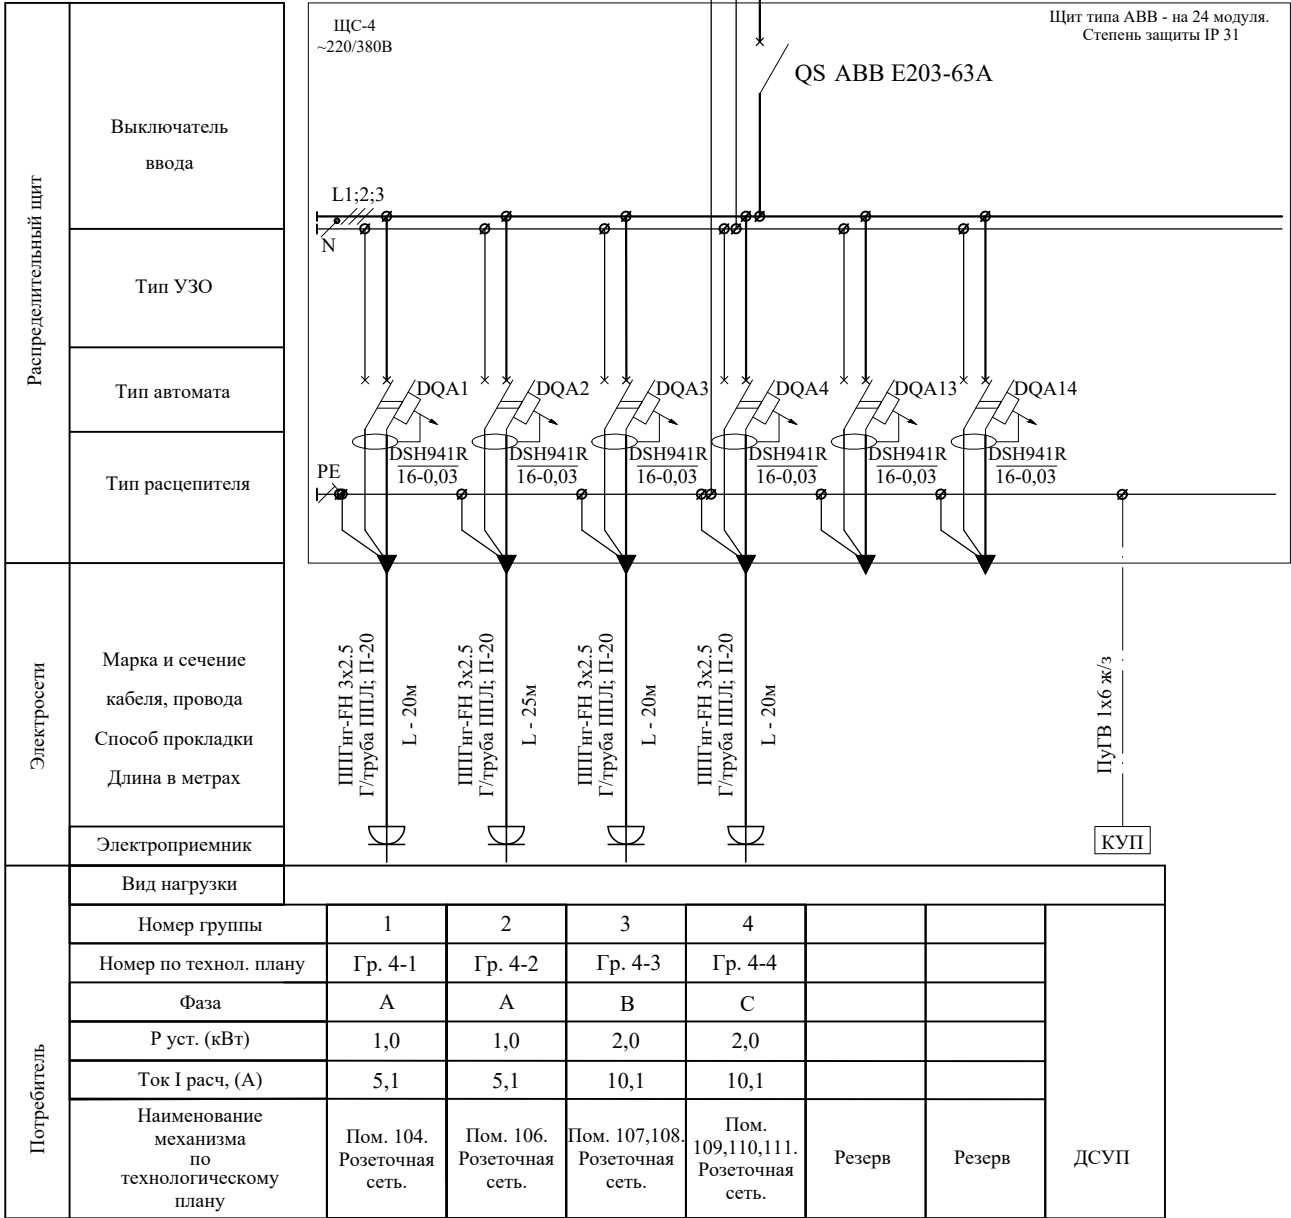 ЩС-4
~220/380В
Щит типа АВВ - на 24 модуля.
Степень защиты IP 31
QS ABB E203-63A
Распределительный щит
Выключатель
ввода
L1;2;3
N
Тип УЗО
Тип автомата
DQA1
DQA2
DQA3
DQA4
DQA13
DQA14
DSH941R
16-0,03
DSH941R
16-0,03
DSH941R
16-0,03
DSH941R
16-0,03
DSH941R
16-0,03
DSH941R
16-0,03
Тип расцепителя
PE
Электросети
Марка и сечение
кабеля, провода
Способ прокладки
Длина в метрах
ППГнг-FH 3x2.5
Г/труба ППЛ; П-20
L - 20м
ППГнг-FH 3x2.5
Г/труба ППЛ; П-20
L - 25м
ППГнг-FH 3x2.5
Г/труба ППЛ; П-20
L - 20м
ППГнг-FH 3x2.5
Г/труба ППЛ; П-20
L - 20м
ПуГВ 1x6 ж/з
Электроприемник
КУП
Потребитель
Вид нагрузки
Номер группы
1
2
3
4
Номер по технол. плану
Гр. 4-1
Гр. 4-2
Гр. 4-3
Гр. 4-4
Фаза
А
А
В
С
Р уст. (кВт)
1,0
1,0
2,0
2,0
Ток I расч, (А)
5,1
5,1
10,1
10,1
Наименование
механизма
по
технологическому
плану
Пом. 104.
Розеточная
сеть.
Пом. 106.
Розеточная
сеть.
Пом. 107,108.
Розеточная
сеть.
Пом.
109,110,111.
Розеточная
сеть.
Резерв
Резерв
ДСУП